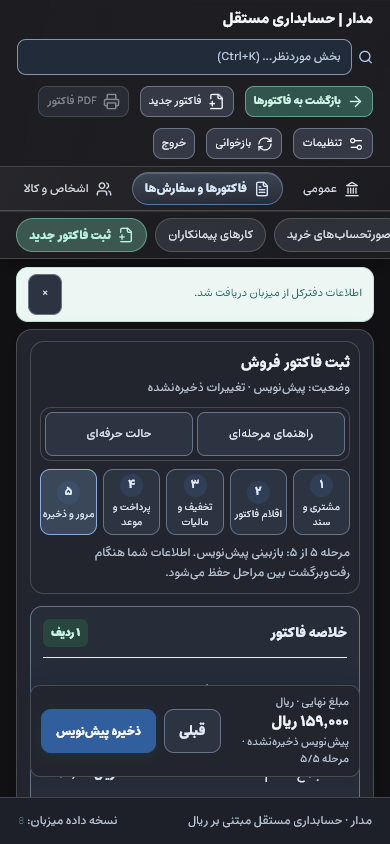 مدار | حسابداری مستقل
بخش موردنظر... (Ctrl+K)
بازگشت به فاکتورها
فاکتور جدید
PDF فاکتور
تنظیمات
بازخوانی
خروج
عمومی
فاکتورها و سفارش‌ها
اشخاص و کالا
صورتحساب‌های خرید
کارهای پیمانکاران
ثبت فاکتور جدید
اطلاعات دفترکل از میزبان دریافت شد.
×
ثبت فاکتور فروش
وضعیت: پیش‌نویس · تغییرات ذخیره‌نشده
راهنمای مرحله‌ای
حالت حرفه‌ای
۱
مشتری و
سند
۲
اقلام فاکتور
۳
تخفیف و
مالیات
۴
پرداخت و
موعد
۵
مرور و ذخیره
مرحله ۵ از ۵: بازبینی پیش‌نویس. اطلاعات شما هنگام
رفت‌وبرگشت بین مراحل حفظ می‌شود.
خلاصه فاکتور
۱ ردیف
مبلغ نهایی · ریال
۱۵۹,۰۰۰ ریال
پیش‌نویس ذخیره‌نشده ·
مرحله ۵/۵
قبلی
ذخیره پیش‌نویس
مدار · حسابداری مستقل مبتنی بر ریال
نسخه داده میزبان: